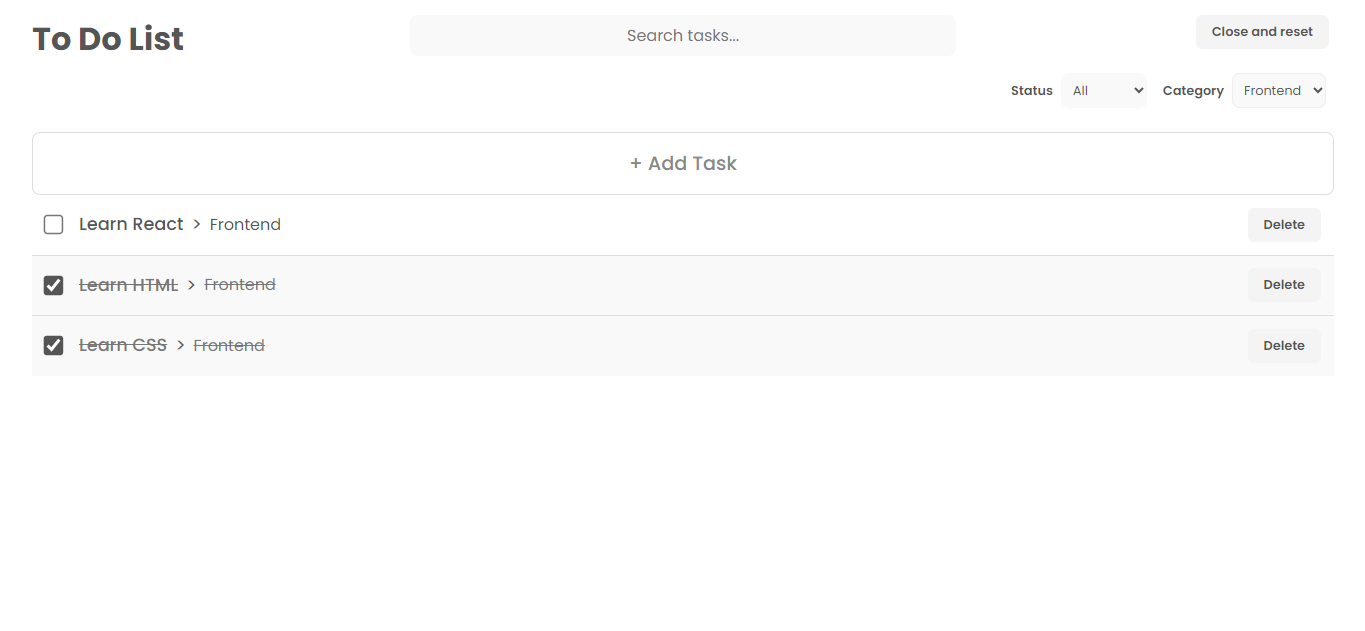 To Do List
Search tasks...
Close and reset
Status All Category Frontend
+ Add Task
Learn React > Frontend Delete
Learn HTML > Frontend Delete
Learn CSS > Frontend Delete